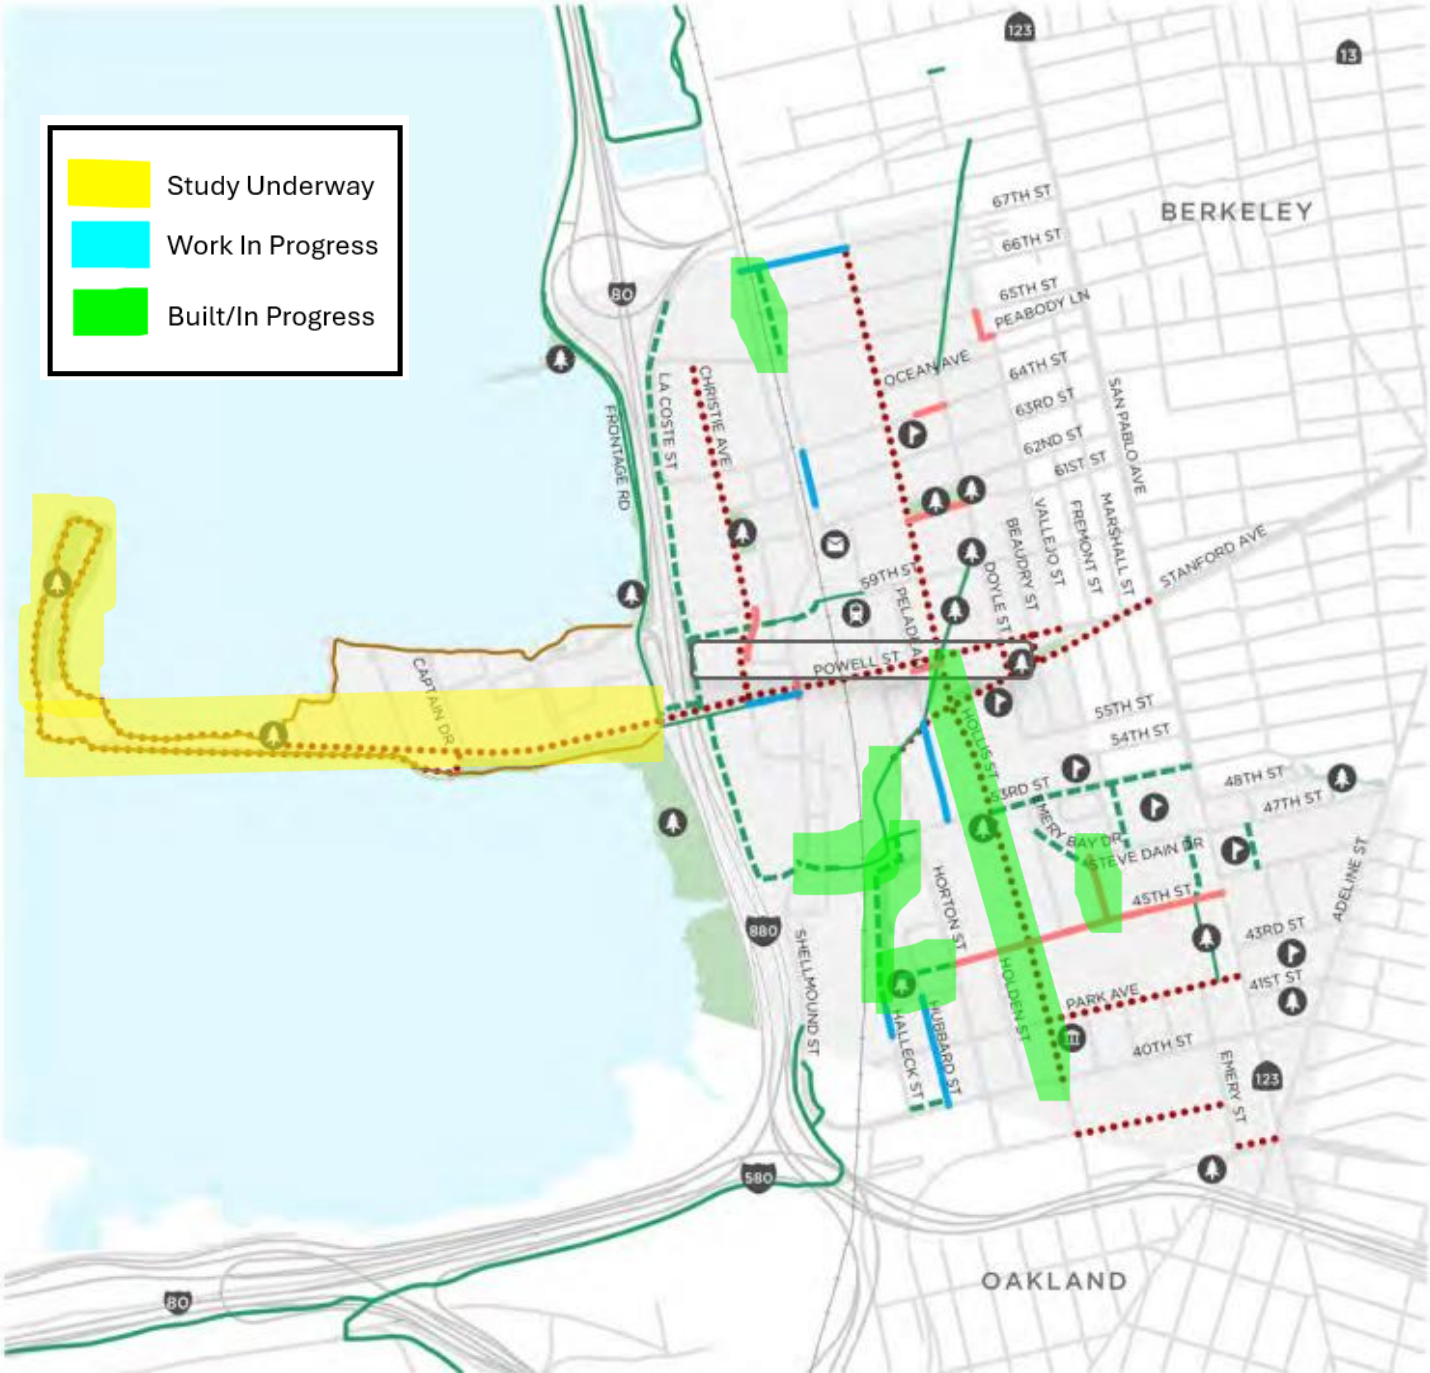 123
13
Study Underway
Work In Progress
Built/In Progress
67TH ST
BERKELEY
66TH ST
65TH ST
PEABODY LN
80
OCEAN AVE
64TH ST
63RD ST
SAN PABLO AVE
LA COSTE ST
CHRISTIE AVE
FRONTAGE RD
62ND ST
61ST ST
VALLEJO ST
FREMONT ST
MARSHALL ST
BEAUDRY ST
STANFORD AVE
59TH ST
DOYLE ST
POWELL ST
CAPTAIN DR
HOLLIS ST
55TH ST
54TH ST
53RD ST
48TH ST
47TH ST
EMERY BAY DR
STEVE DAIN DR
ADELINE ST
HORTON ST
45TH ST
880
SHELLMOUND ST
43RD ST
HOLDEN ST
41ST ST
PARK AVE
HALLECK ST
HUBBARD ST
40TH ST
EMERY ST
123
580
OAKLAND
80